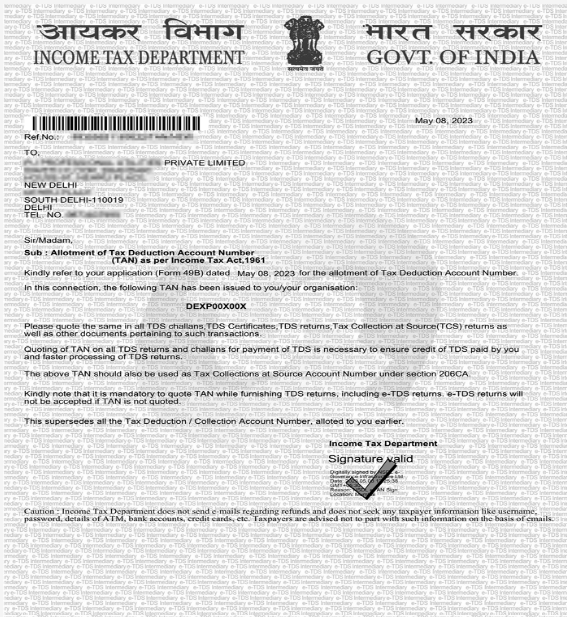 आयकर विभाग
भारत सरकार
INCOME TAX DEPARTMENT
GOVT. OF INDIA
सत्यमेव जयते
May 08, 2023
Ref.No.:
TO,
PRIVATE LIMITED
NEW DELHI
SOUTH DELHI-110019
DELHI
TEL. NO.
Sir/Madam,
Sub : Allotment of Tax Deduction Account Number
(TAN) as per Income Tax Act,1961
Kindly refer to your application (Form 49B) dated May 08, 2023 for the allotment of Tax Deduction Account Number.
In this connection, the following TAN has been issued to you/your organisation:
DEXP00X00X
Please quote the same in all TDS challans,TDS Certificates,TDS returns,Tax Collection at Source(TCS) returns as
well as other documents pertaining to such transactions.
Quoting of TAN on all TDS returns and challans for payment of TDS is necessary to ensure credit of TDS paid by you
and faster processing of TDS returns.
The above TAN should also be used as Tax Collections at Source Account Number under section 206CA.
Kindly note that it is mandatory to quote TAN while furnishing TDS returns, including e-TDS returns. e-TDS returns will
not be accepted if TAN is not quoted.
This supersedes all the Tax Deduction / Collection Account Number, alloted to you earlier.
Income Tax Department
Signature valid
Digitally signed by
Caution : Income Tax Department does not send e-mails regarding refunds and does not seek any taxpayer information like username,
password, details of ATM, bank accounts, credit cards, etc. Taxpayers are advised not to part with such information on the basis of emails.